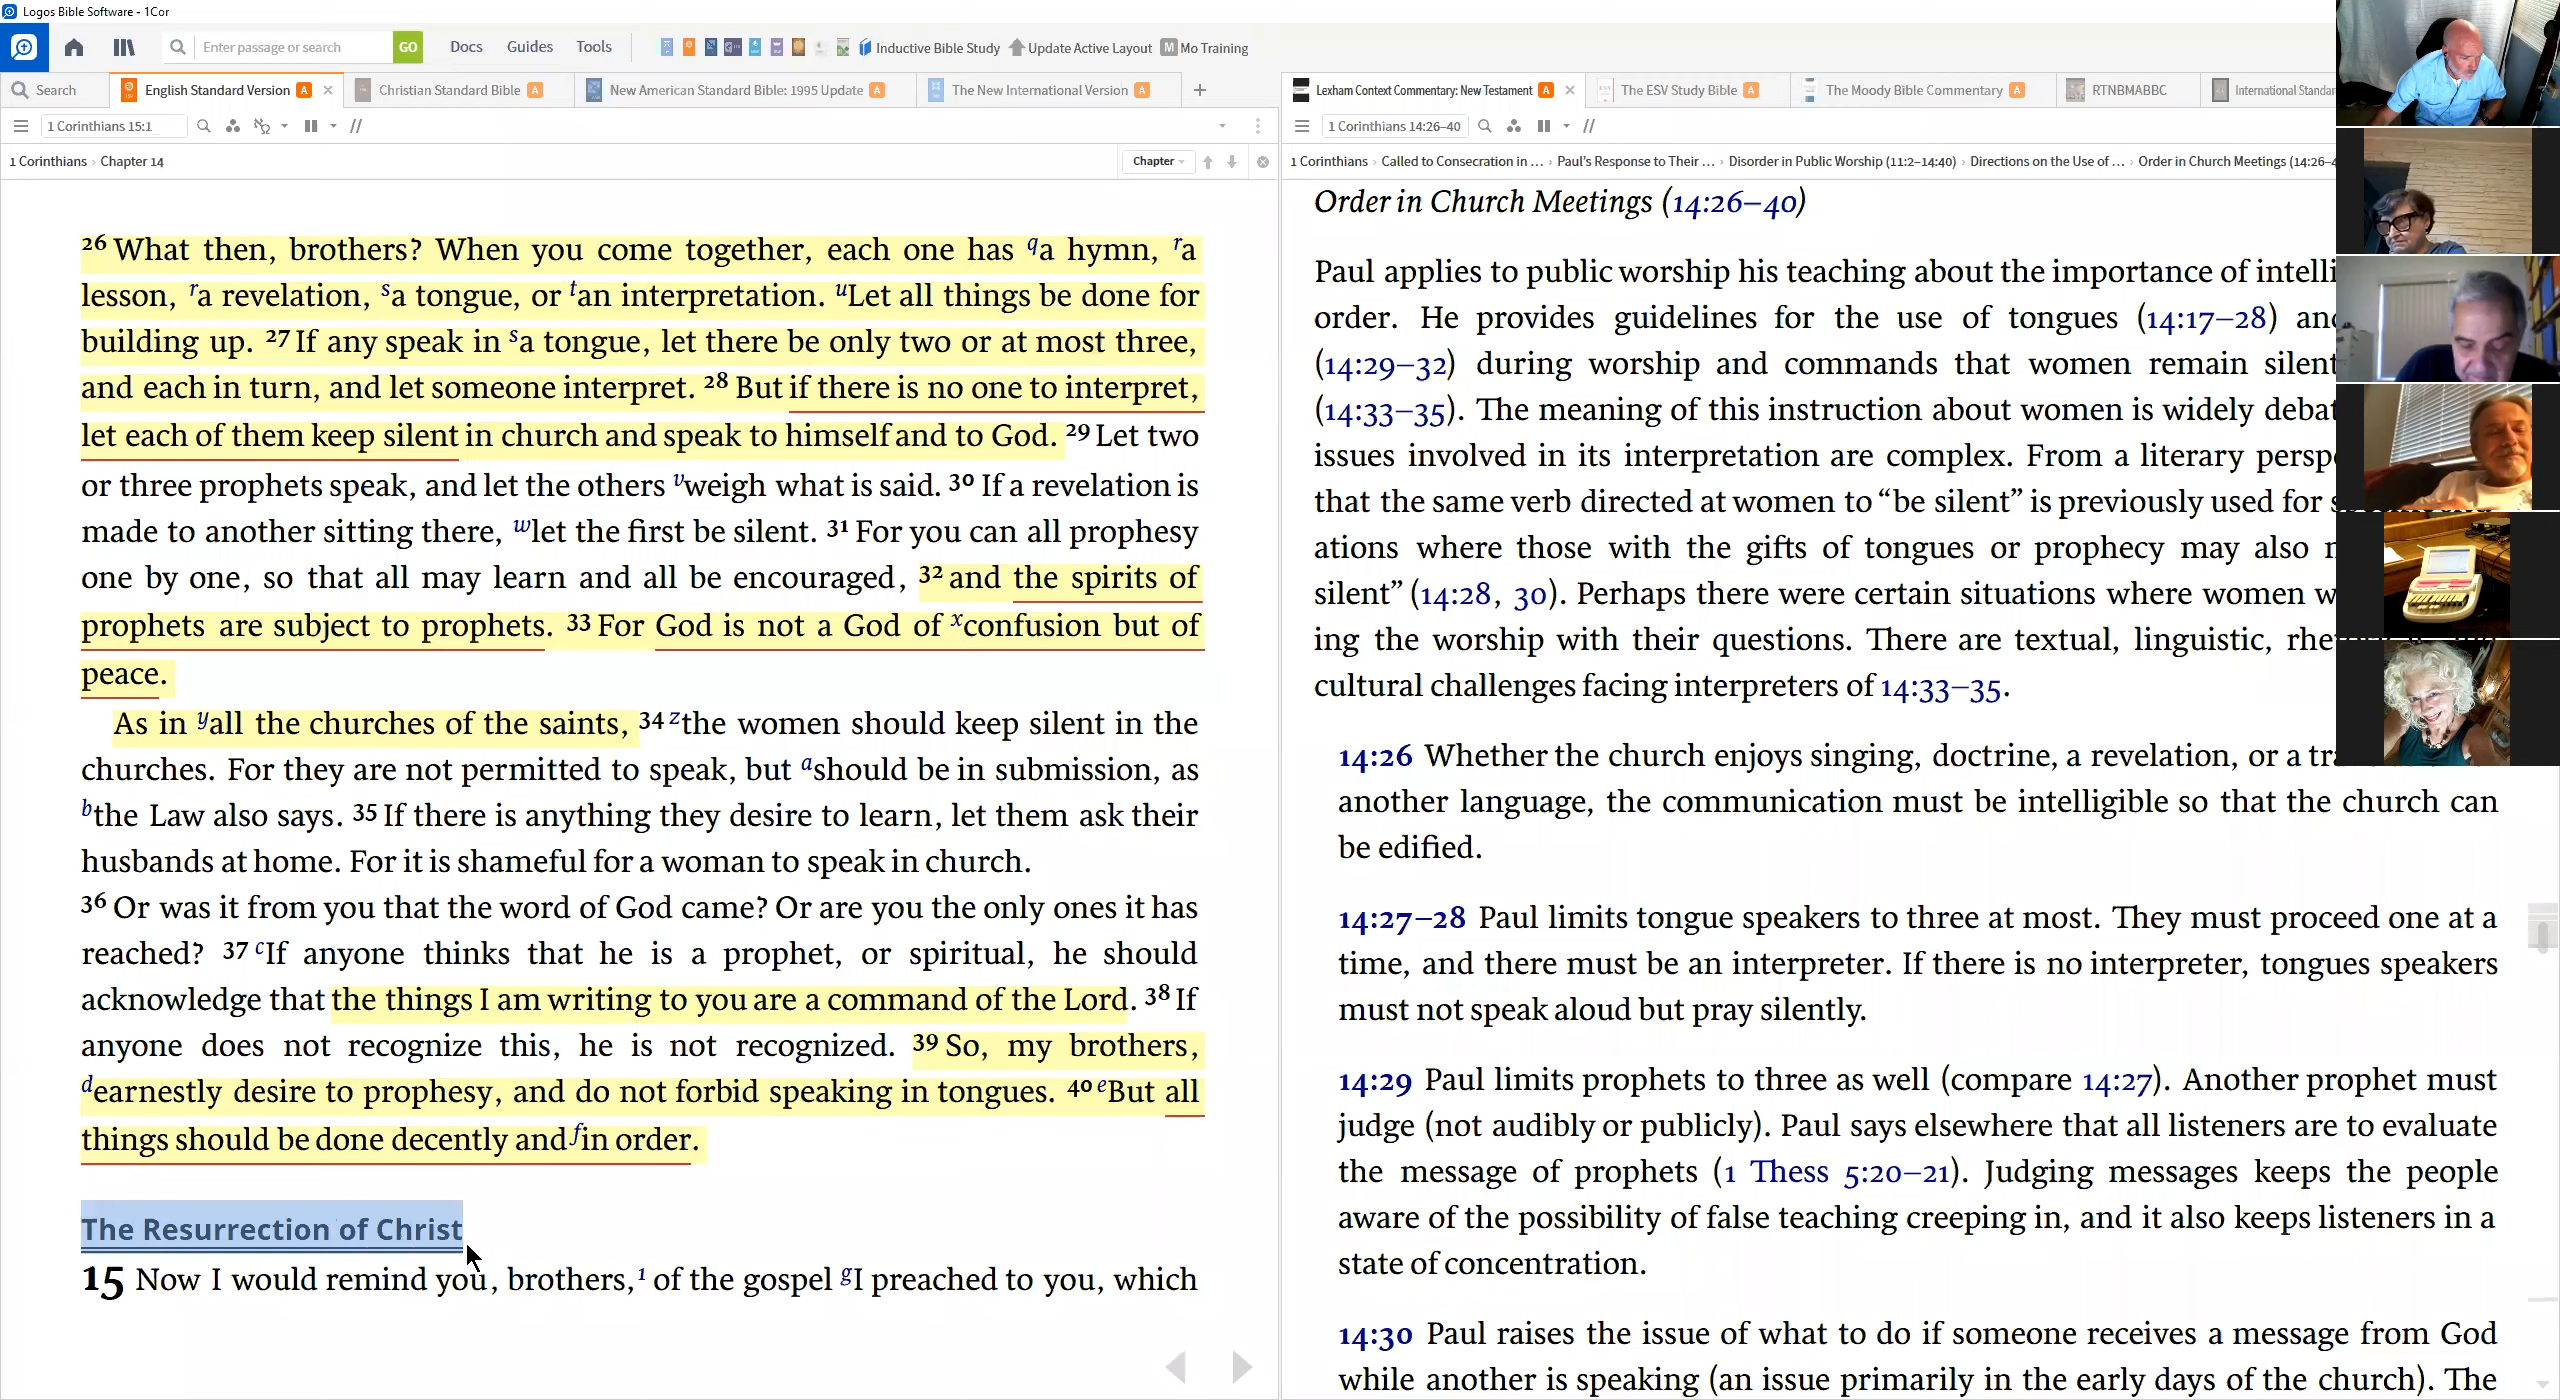 Logos Bible Software - 1Cor
Enter passage or search GO Docs Guides Tools Inductive Bible Study Update Active Layout M Mo Training
Search English Standard Version A Christian Standard Bible A New American Standard Bible: 1995 Update A The New International Version A
1 Corinthians 15:1
1 Corinthians › Chapter 14 Chapter
26 What then, brothers? When you come together, each one has q a hymn, r a
lesson, r a revelation, s a tongue, or t an interpretation. u Let all things be done for
building up. 27 If any speak in s a tongue, let there be only two or at most three,
and each in turn, and let someone interpret. 28 But if there is no one to interpret,
let each of them keep silent in church and speak to himself and to God. 29 Let two
or three prophets speak, and let the others v weigh what is said. 30 If a revelation is
made to another sitting there, w let the first be silent. 31 For you can all prophesy
one by one, so that all may learn and all be encouraged, 32 and the spirits of
prophets are subject to prophets. 33 For God is not a God of x confusion but of
peace.
As in y all the churches of the saints, 34 z the women should keep silent in the
churches. For they are not permitted to speak, but a should be in submission, as
b the Law also says. 35 If there is anything they desire to learn, let them ask their
husbands at home. For it is shameful for a woman to speak in church.
36 Or was it from you that the word of God came? Or are you the only ones it has
reached? 37 c If anyone thinks that he is a prophet, or spiritual, he should
acknowledge that the things I am writing to you are a command of the Lord. 38 If
anyone does not recognize this, he is not recognized. 39 So, my brothers,
d earnestly desire to prophesy, and do not forbid speaking in tongues. 40 e But all
things should be done decently and f in order.
The Resurrection of Christ
15 Now I would remind you, brothers, 1 of the gospel g I preached to you, which
Lexham Context Commentary: New Testament A The ESV Study Bible A The Moody Bible Commentary A RTNBMABBC International Standar
1 Corinthians 14:26–40
1 Corinthians › Called to Consecration in ... › Paul's Response to Their ... › Disorder in Public Worship (11:2–14:40) › Directions on the Use of ... › Order in Church Meetings (14:26–4
Order in Church Meetings (14:26–40)
Paul applies to public worship his teaching about the importance of intelli
order. He provides guidelines for the use of tongues (14:17–28) and
(14:29–32) during worship and commands that women remain silent
(14:33–35). The meaning of this instruction about women is widely debat
issues involved in its interpretation are complex. From a literary persp
that the same verb directed at women to “be silent” is previously used for
ations where those with the gifts of tongues or prophecy may also
silent” (14:28, 30). Perhaps there were certain situations where women w
ing the worship with their questions. There are textual, linguistic,
cultural challenges facing interpreters of 14:33–35.
14:26 Whether the church enjoys singing, doctrine, a revelation, or a
another language, the communication must be intelligible so that the church can
be edified.
14:27–28 Paul limits tongue speakers to three at most. They must proceed one at a
time, and there must be an interpreter. If there is no interpreter, tongues speakers
must not speak aloud but pray silently.
14:29 Paul limits prophets to three as well (compare 14:27). Another prophet must
judge (not audibly or publicly). Paul says elsewhere that all listeners are to evaluate
the message of prophets (1 Thess 5:20–21). Judging messages keeps the people
aware of the possibility of false teaching creeping in, and it also keeps listeners in a
state of concentration.
14:30 Paul raises the issue of what to do if someone receives a message from God
while another is speaking (an issue primarily in the early days of the church). The